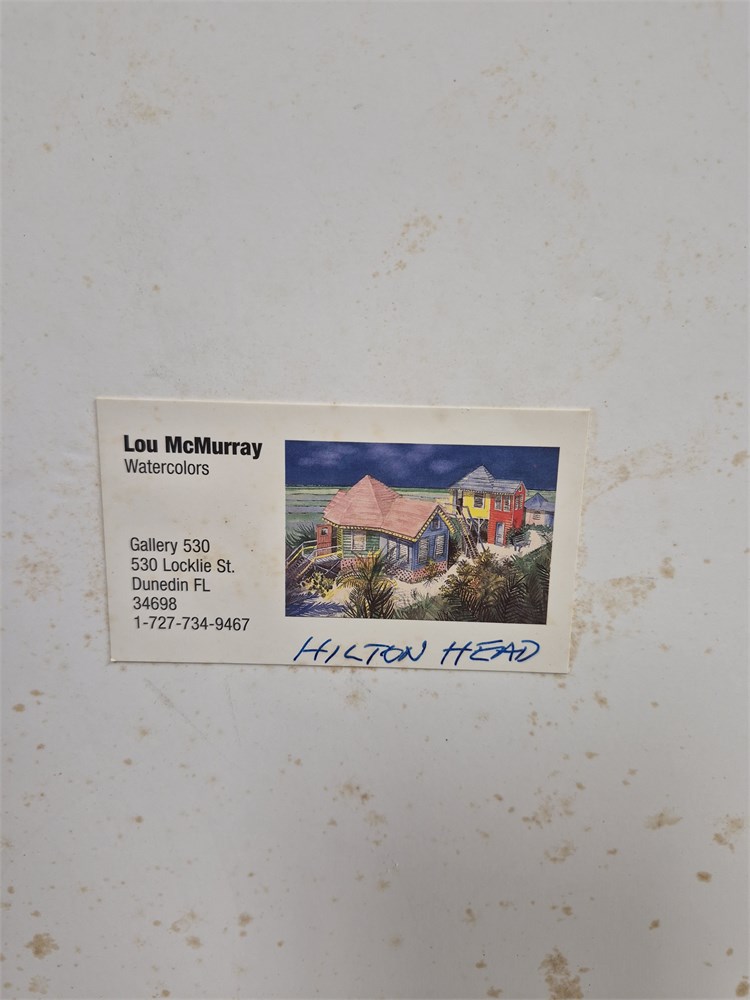 Lou McMurray
Watercolors
Gallery 530
530 Locklie St.
Dunedin FL
34698
1-727-734-9467
HILTON HEAD